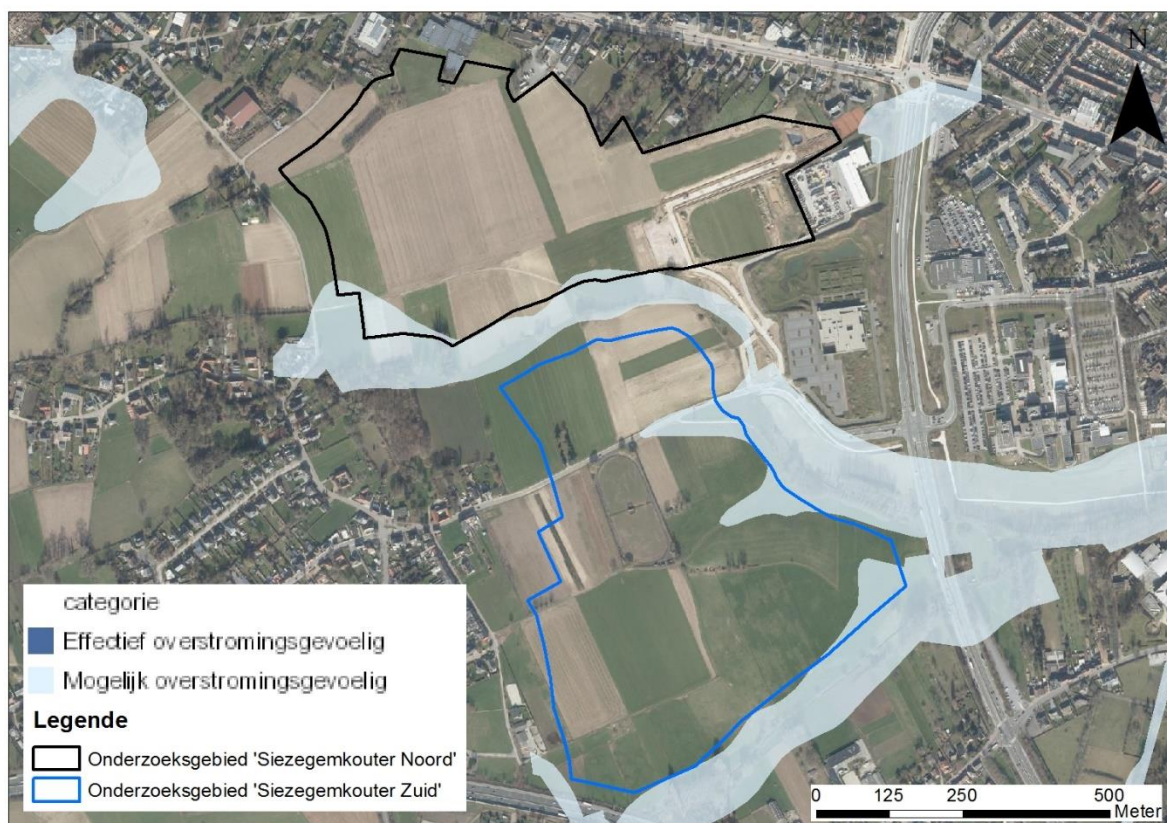 N
categorie
Effectief overstromingsgevoelig
Mogelijk overstromingsgevoelig
Legende
Onderzoeksgebied 'Siezegemkouter Noord'
Onderzoeksgebied 'Siezegemkouter Zuid'
0 125 250 500
Meter